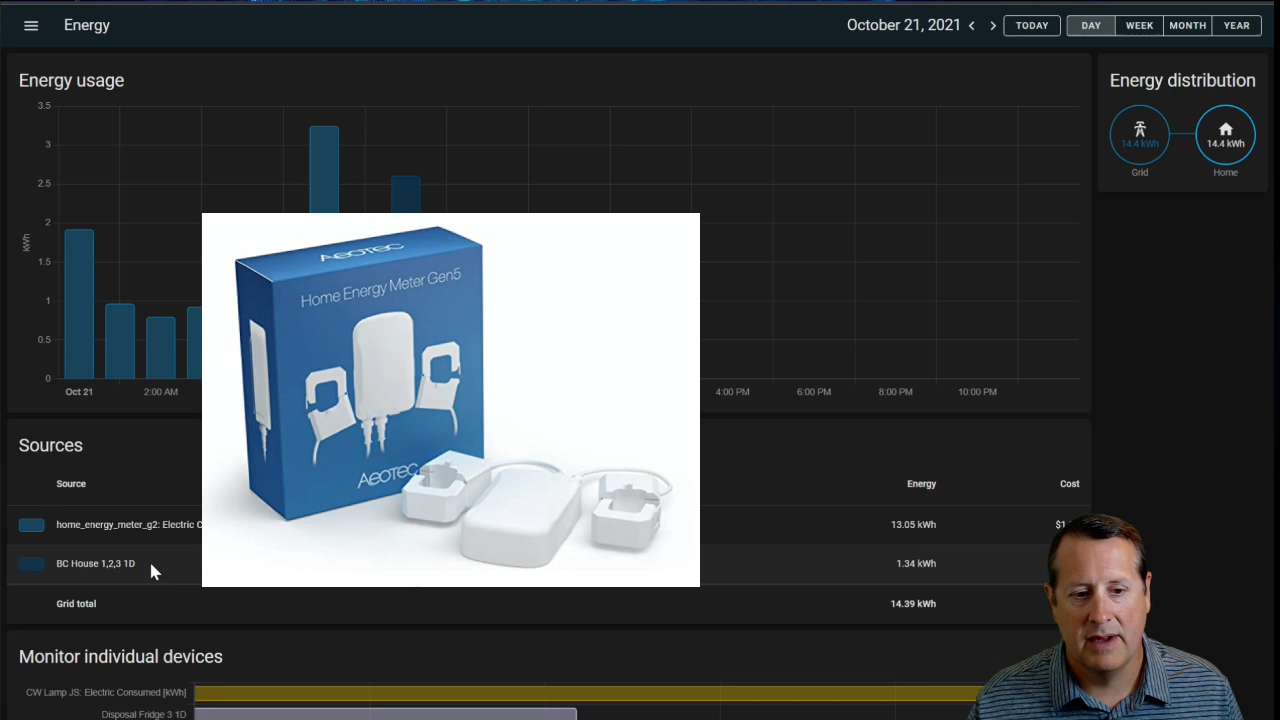 Energy
October 21, 2021
TODAY
DAY
WEEK
MONTH
YEAR
Energy usage
Energy distribution
3.5
3
2.5
2
1.5
1
0.5
0
kWh
Oct 21
2:00 AM
4:00 PM
6:00 PM
8:00 PM
10:00 PM
14.4 kWh
14.4 kWh
Grid
Home
AEOTEC
Home Energy Meter Gen5
AEOTEC
Sources
Source
Energy
Cost
home_energy_meter_g2: Electric C
13.05 kWh
BC House 1,2,3 1D
1.34 kWh
Grid total
14.39 kWh
Monitor individual devices
CW Lamp JS: Electric Consumed [kWh]
Disposal Fridge 3 1D